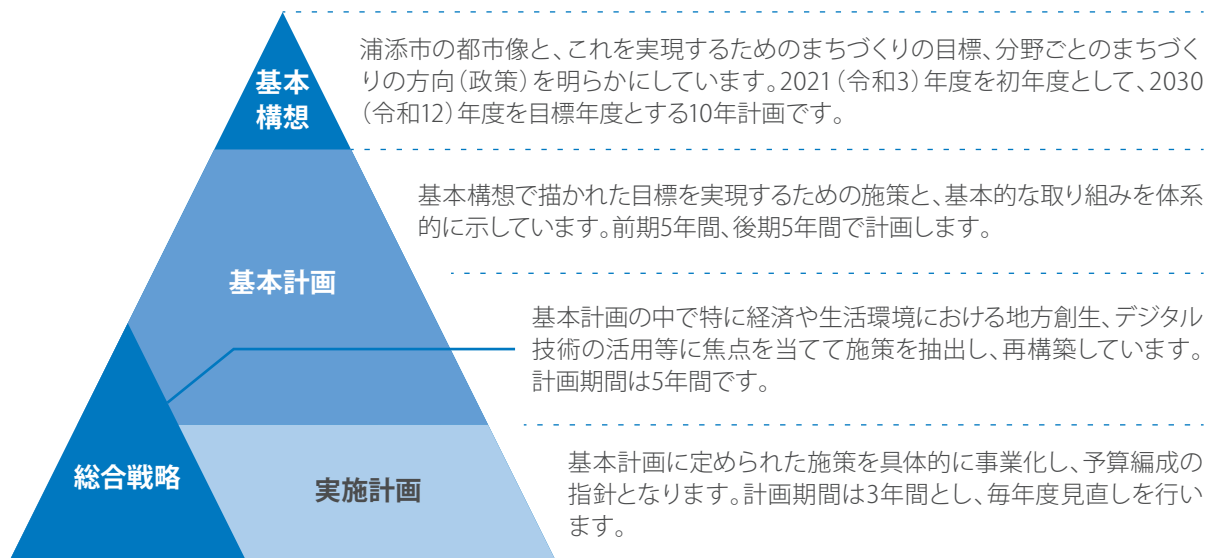 基本
構想
浦添市の都市像と、これを実現するためのまちづくりの目標、分野ごとのまちづく
りの方向（政策）を明らかにしています。2021（令和3）年度を初年度として、2030
（令和12）年度を目標年度とする10年計画です。
基本計画
基本構想で描かれた目標を実現するための施策と、基本的な取り組みを体系
的に示しています。前期5年間、後期5年間で計画します。
基本計画の中で特に経済や生活環境における地方創生、デジタル
技術の活用等に焦点を当てて施策を抽出し、再構築しています。
計画期間は5年間です。
総合戦略
実施計画
基本計画に定められた施策を具体的に事業化し、予算編成の
指針となります。計画期間は3年間とし、毎年度見直しを行い
ます。